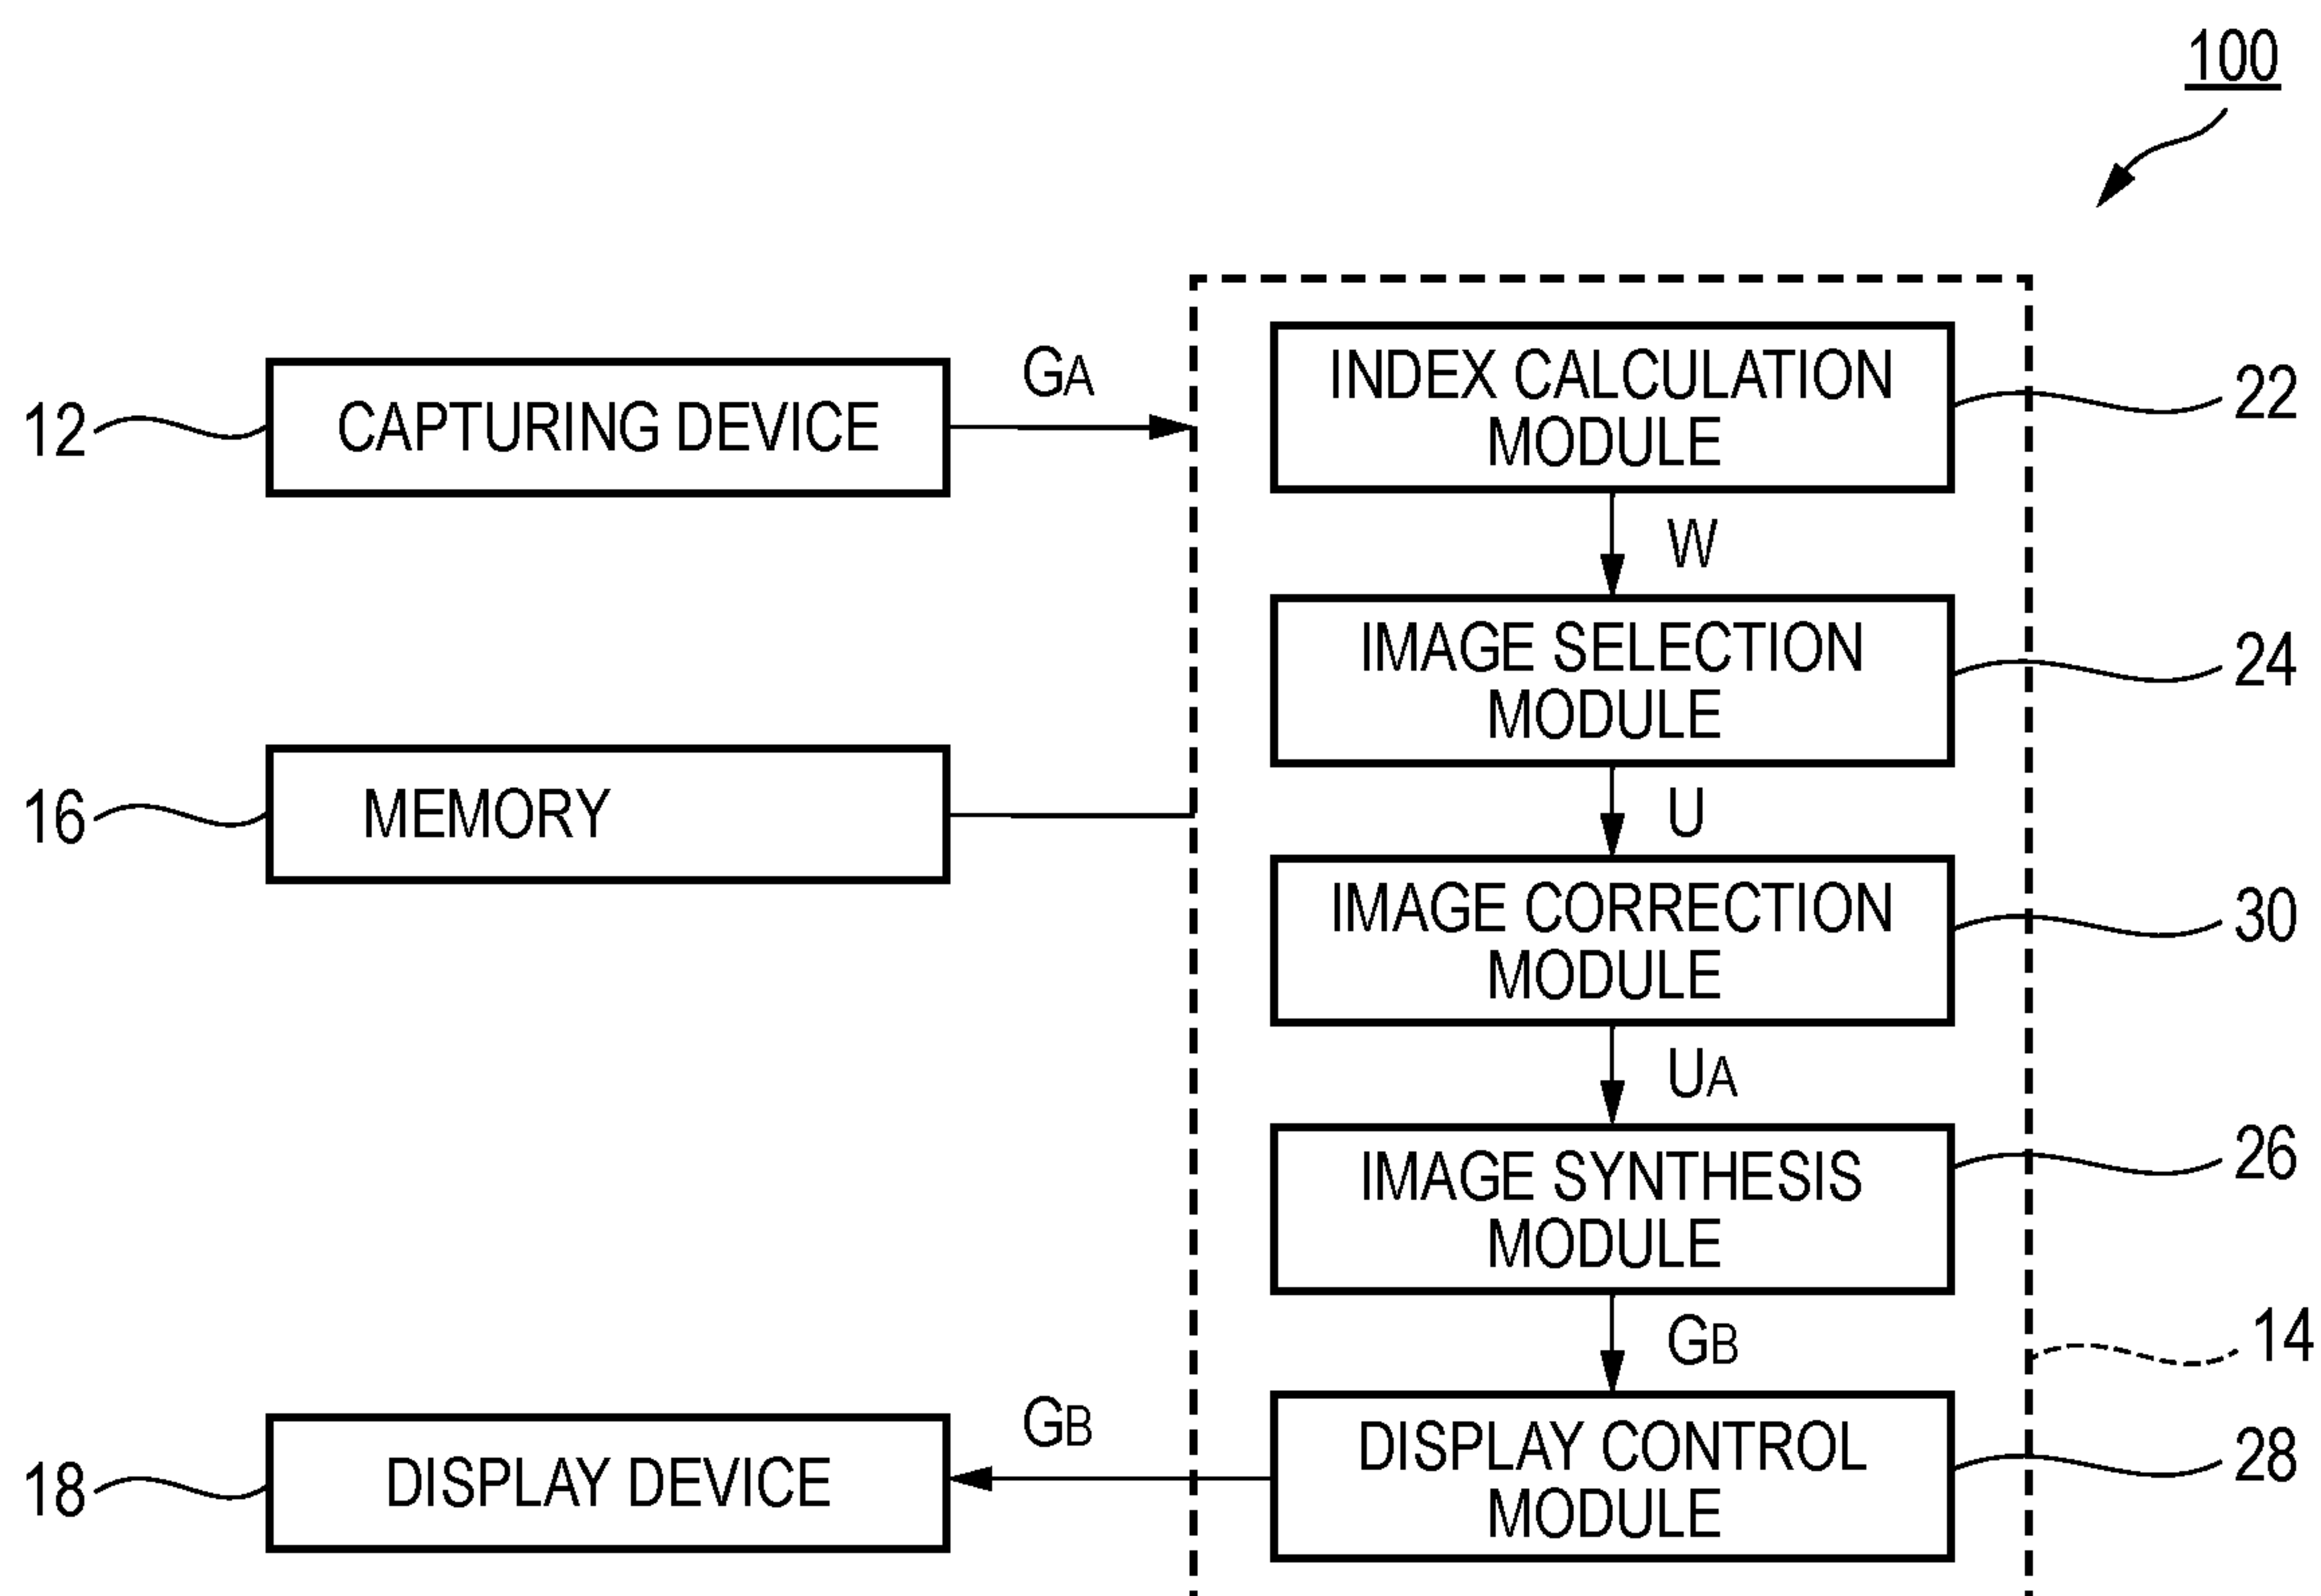 100
12
CAPTURING DEVICE
GA
INDEX CALCULATION
MODULE
22
W
IMAGE SELECTION
MODULE
24
16
MEMORY
U
IMAGE CORRECTION
MODULE
30
UA
IMAGE SYNTHESIS
MODULE
26
GB
14
18
DISPLAY DEVICE
GB
DISPLAY CONTROL
MODULE
28